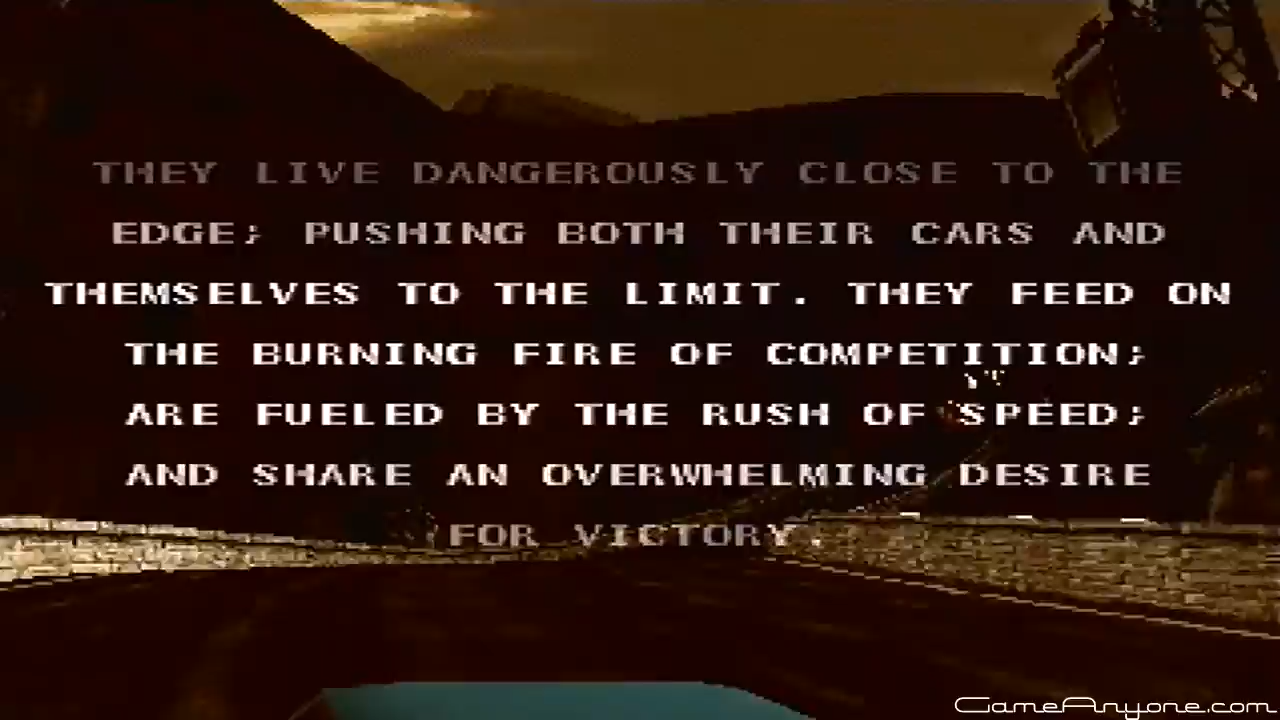 THEY LIVE DANGEROUSLY CLOSE TO THE
EDGE; PUSHING BOTH THEIR CARS AND
THEMSELVES TO THE LIMIT. THEY FEED ON
THE BURNING FIRE OF COMPETITION;
ARE FUELED BY THE RUSH OF SPEED;
AND SHARE AN OVERWHELMING DESIRE
FOR VICTORY.
GameAnyone.com